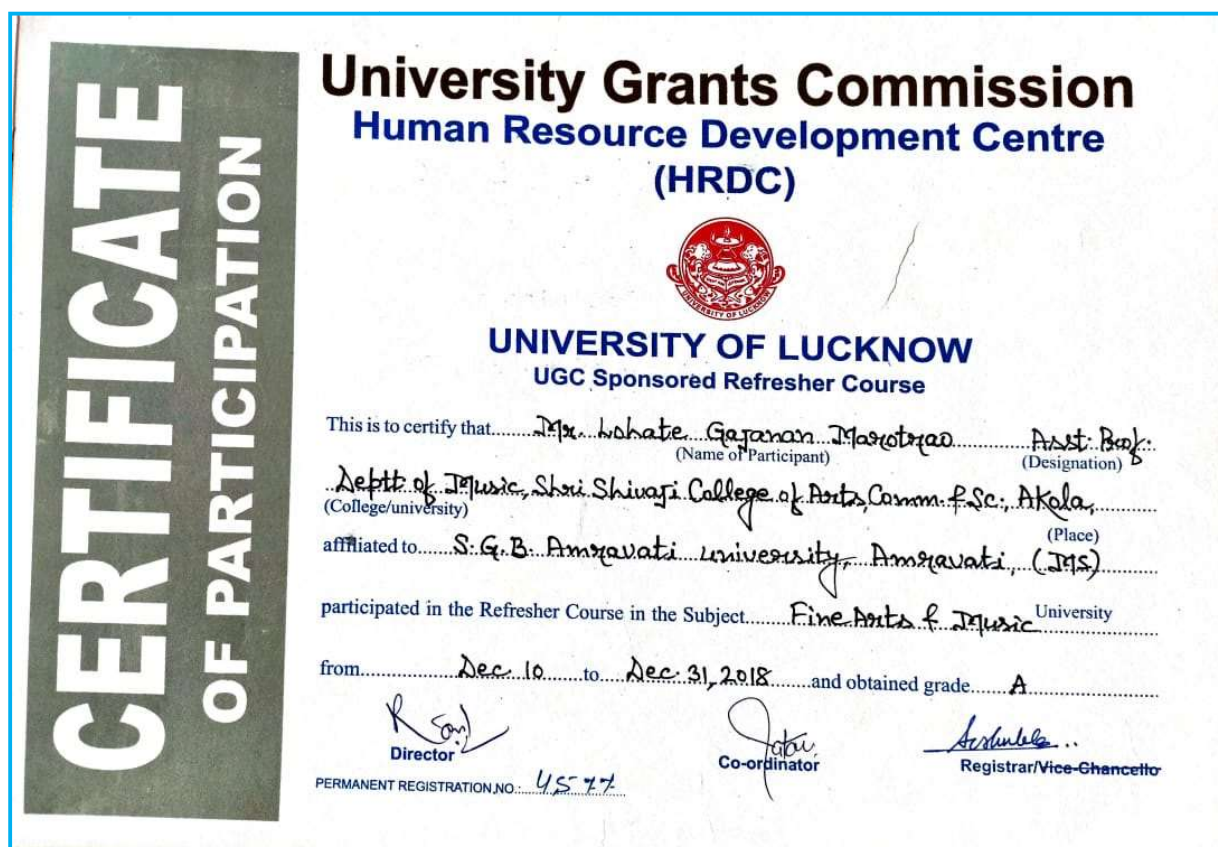 CERTIFICATE
OF PARTICIPATION
University Grants Commission
Human Resource Development Centre
(HRDC)
UNIVERSITY OF LUCKNOW
UNIVERSITY OF LUCKNOW
UGC Sponsored Refresher Course
This is to certify that Mr. Lohate Gajanan Marotrao Asst: Prof:
(Name of Participant) (Designation)
Deptt of Music, Shri Shivaji College of Arts, Comm. & Sc:, Akola,
(College/university) (Place)
affiliated to S.G.B. Amravati university, Amravati, (MS)
participated in the Refresher Course in the Subject Fine Arts & Music University
from Dec. 10 to Dec. 31, 2018 and obtained grade A
Director Co-ordinator Registrar/Vice-Chancello
PERMANENT REGISTRATION.NO.: 4577